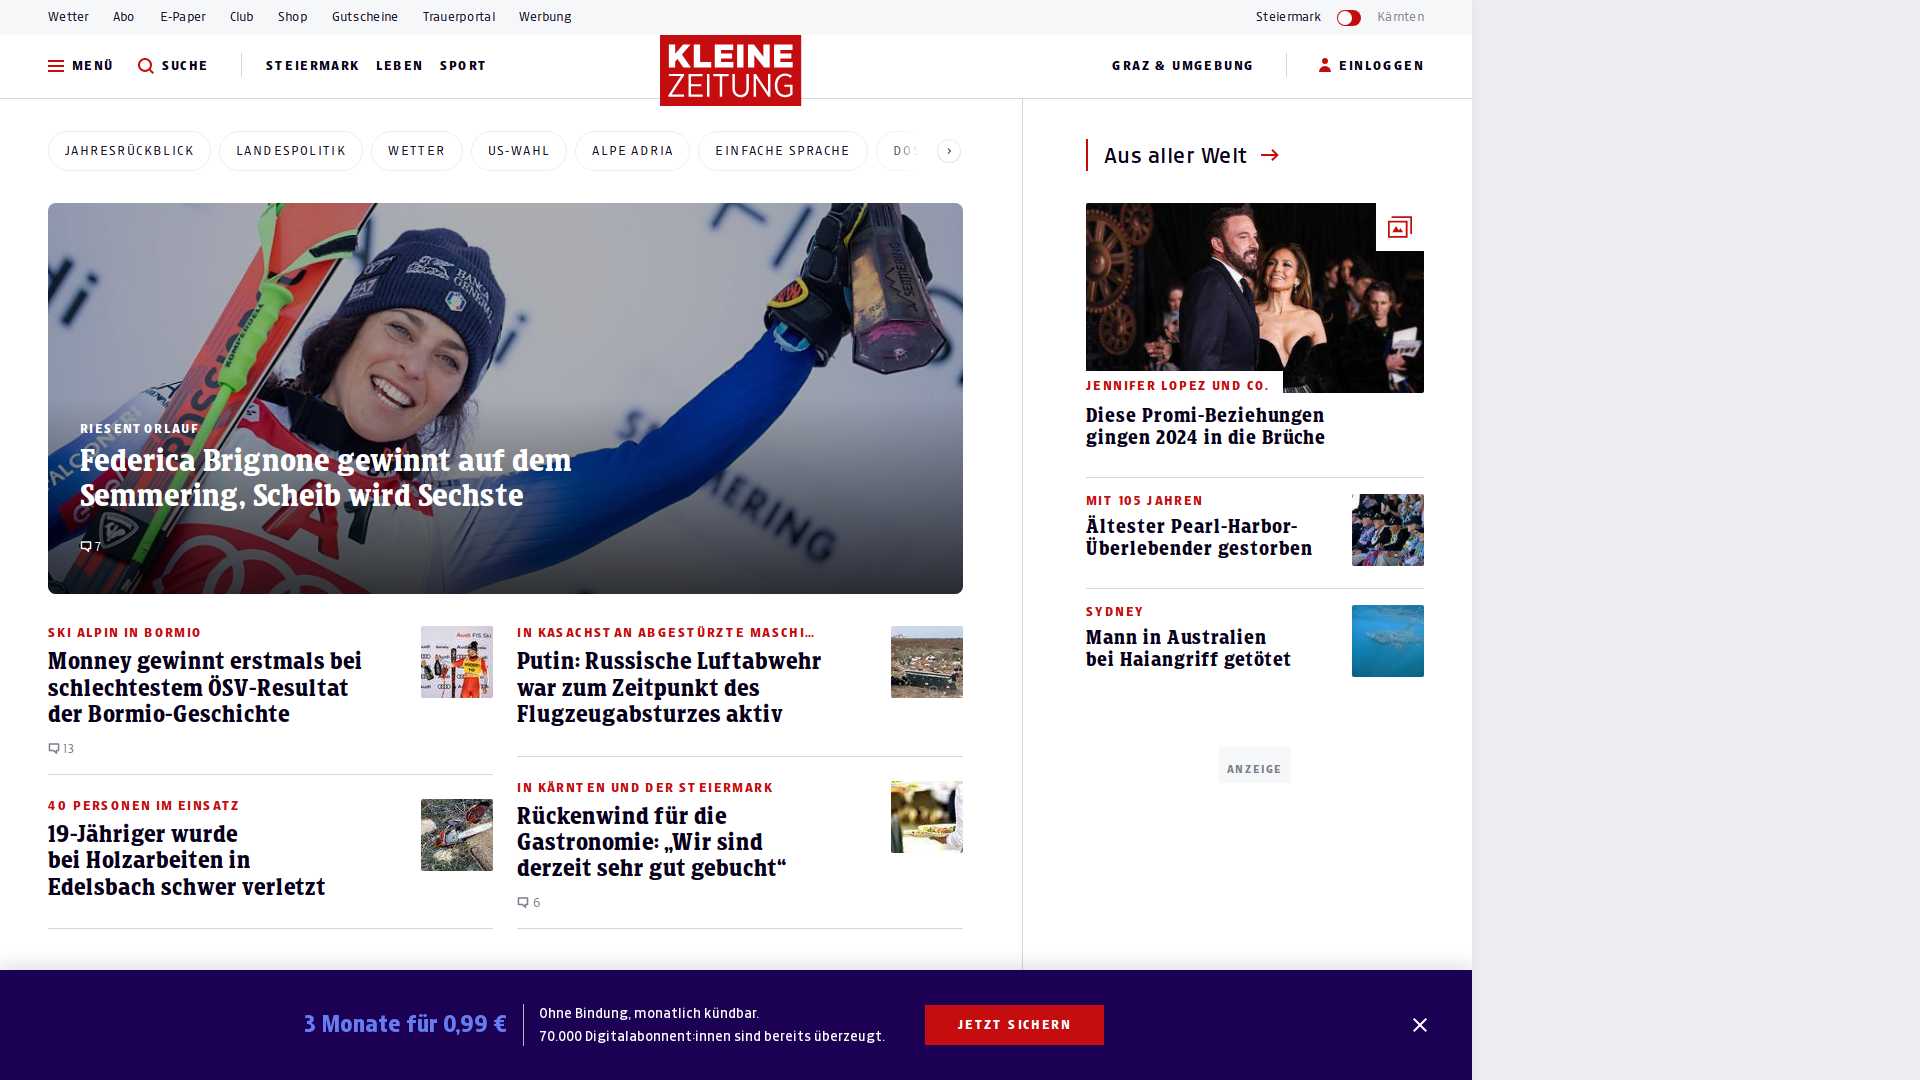 Wetter Abo E-Paper Club Shop Gutscheine Trauerportal Werbung Steiermark Kärnten
MENÜ SUCHE STEIERMARK LEBEN SPORT KLEINE ZEITUNG GRAZ & UMGEBUNG EINLOGGEN
JAHRESRÜCKBLICK LANDESPOLITIK WETTER US-WAHL ALPE ADRIA EINFACHE SPRACHE
RIESENTORLAUF
Federica Brignone gewinnt auf dem
Semmering, Scheib wird Sechste
7
SKI ALPIN IN BORMIO
Monney gewinnt erstmals bei
schlechtestem ÖSV-Resultat
der Bormio-Geschichte
13
40 PERSONEN IM EINSATZ
19-Jähriger wurde
bei Holzarbeiten in
Edelsbach schwer verletzt
IN KASACHSTAN ABGESTÜRZTE MASCHI...
Putin: Russische Luftabwehr
war zum Zeitpunkt des
Flugzeugabsturzes aktiv
IN KÄRNTEN UND DER STEIERMARK
Rückenwind für die
Gastronomie: „Wir sind
derzeit sehr gut gebucht“
6
Aus aller Welt
JENNIFER LOPEZ UND CO.
Diese Promi-Beziehungen
gingen 2024 in die Brüche
MIT 105 JAHREN
Ältester Pearl-Harbor-
Überlebender gestorben
SYDNEY
Mann in Australien
bei Haiangriff getötet
ANZEIGE
3 Monate für 0,99 €
Ohne Bindung, monatlich kündbar.
70.000 Digitalabonnent:innen sind bereits überzeugt.
JETZT SICHERN